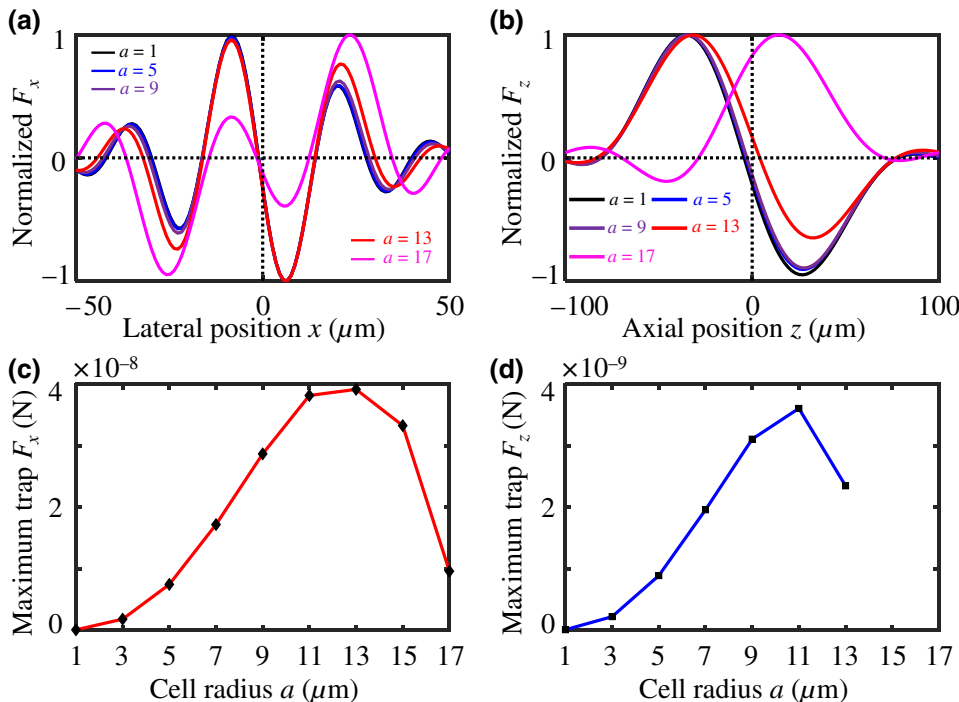 (a)
Normalized Fx
1
0
−1
a = 1
a = 5
a = 9
a = 13
a = 17
−50
0
50
Lateral position x (μm)
(b)
Normalized Fz
1
0
−1
a = 1
a = 5
a = 9
a = 13
a = 17
−100
0
100
Axial position z (μm)
(c)
×10–8
Maximum trap Fx (N)
4
2
0
1 3 5 7 9 11 13 15 17
Cell radius a (μm)
(d)
×10–9
Maximum trap Fz (N)
4
2
0
1 3 5 7 9 11 13 15 17
Cell radius a (μm)